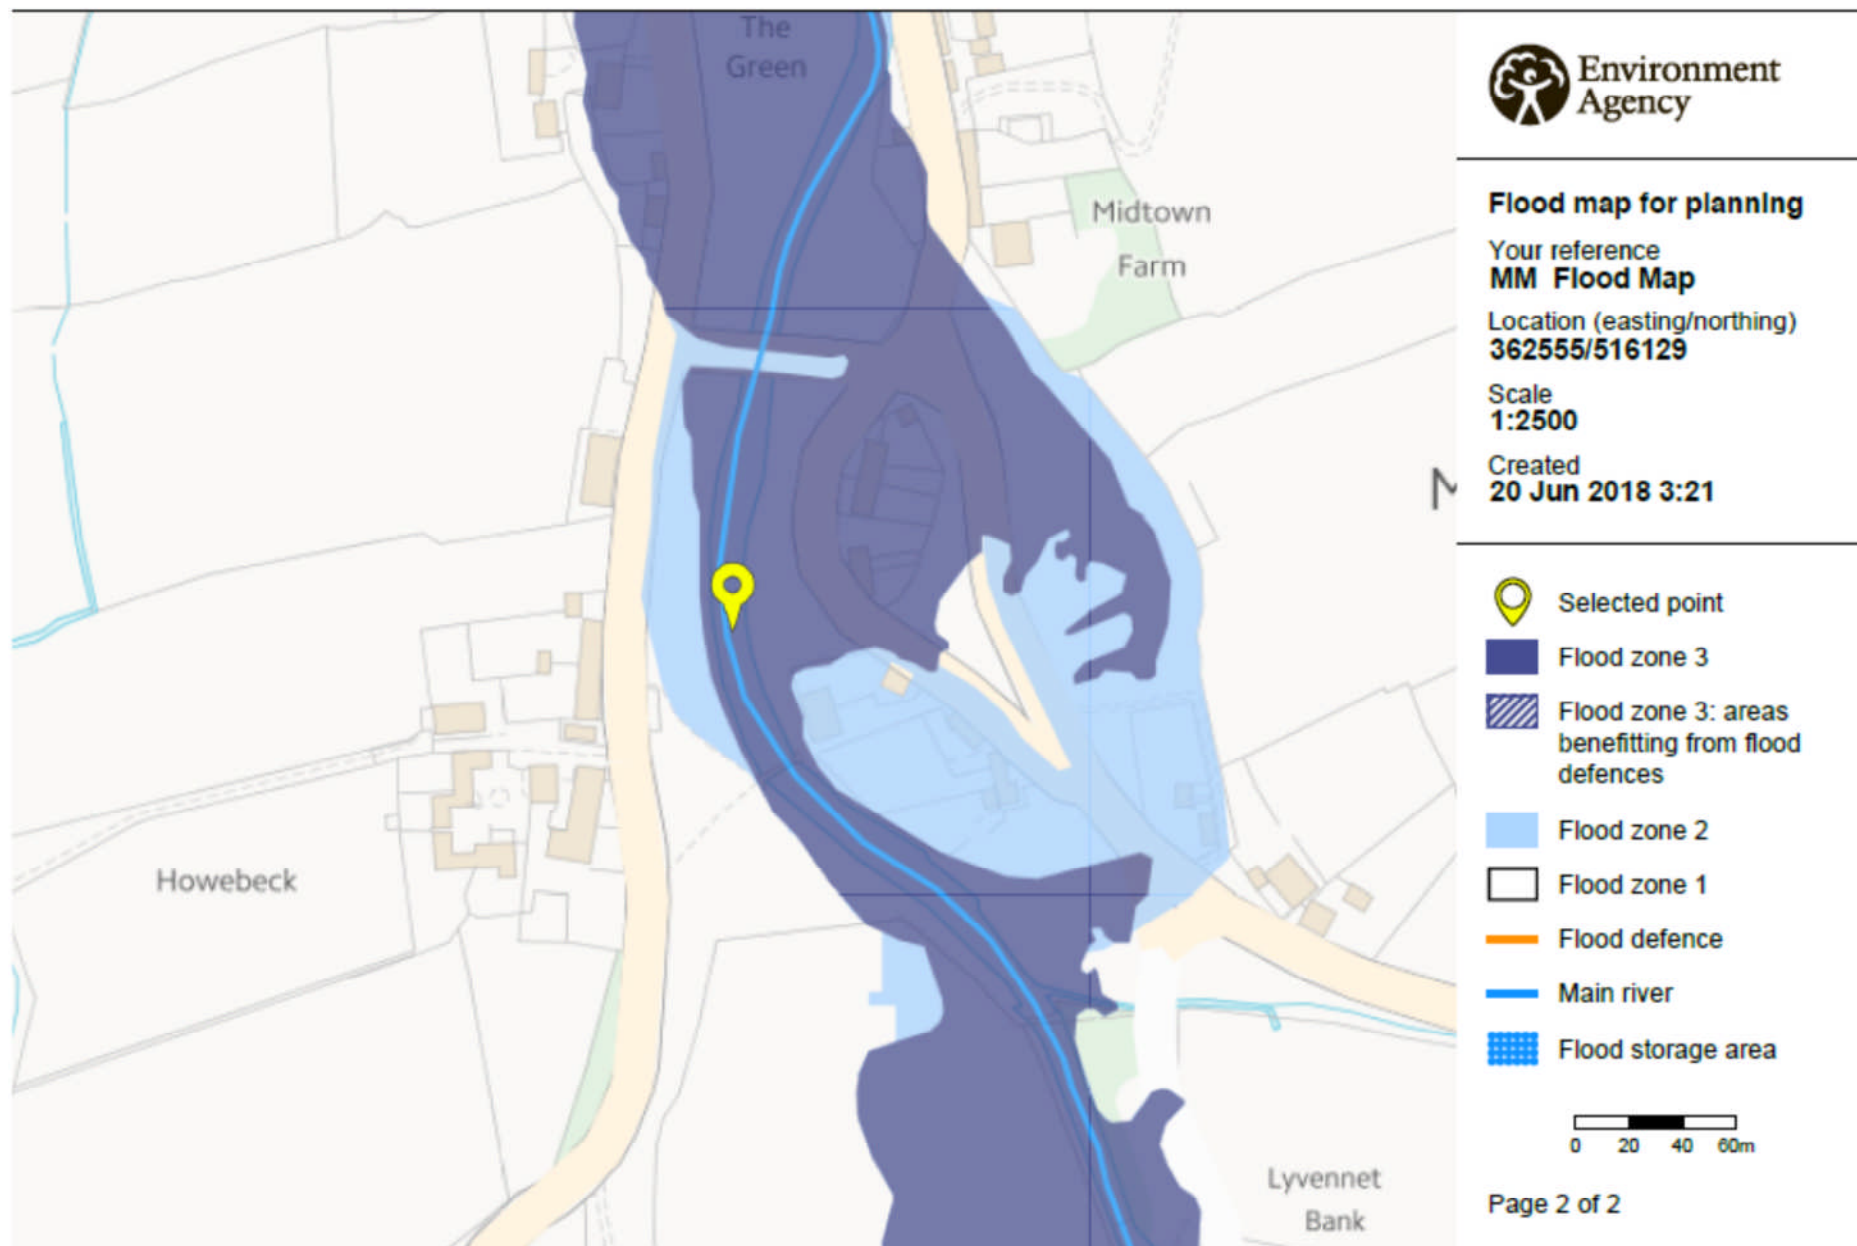 The
Green
Midtown
Farm
M
Howebeck
Lyvennet
Bank
Environment
Agency
Flood map for planning
Your reference
MM Flood Map
Location (easting/northing)
362555/516129
Scale
1:2500
Created
20 Jun 2018 3:21
Selected point
Flood zone 3
Flood zone 3: areas
benefitting from flood
defences
Flood zone 2
Flood zone 1
Flood defence
Main river
Flood storage area
0 20 40 60m
Page 2 of 2